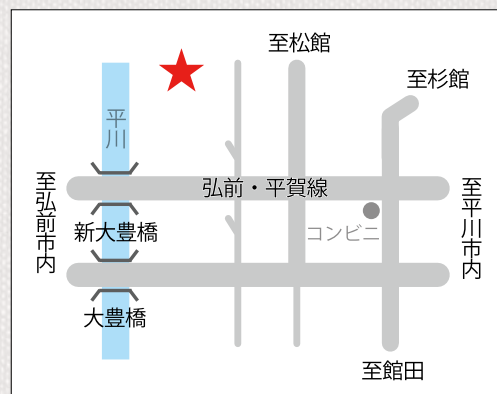 至松館
至杉館
平川
弘前・平賀線
至弘前市内
至平川市内
新大豊橋
コンビニ
大豊橋
至館田